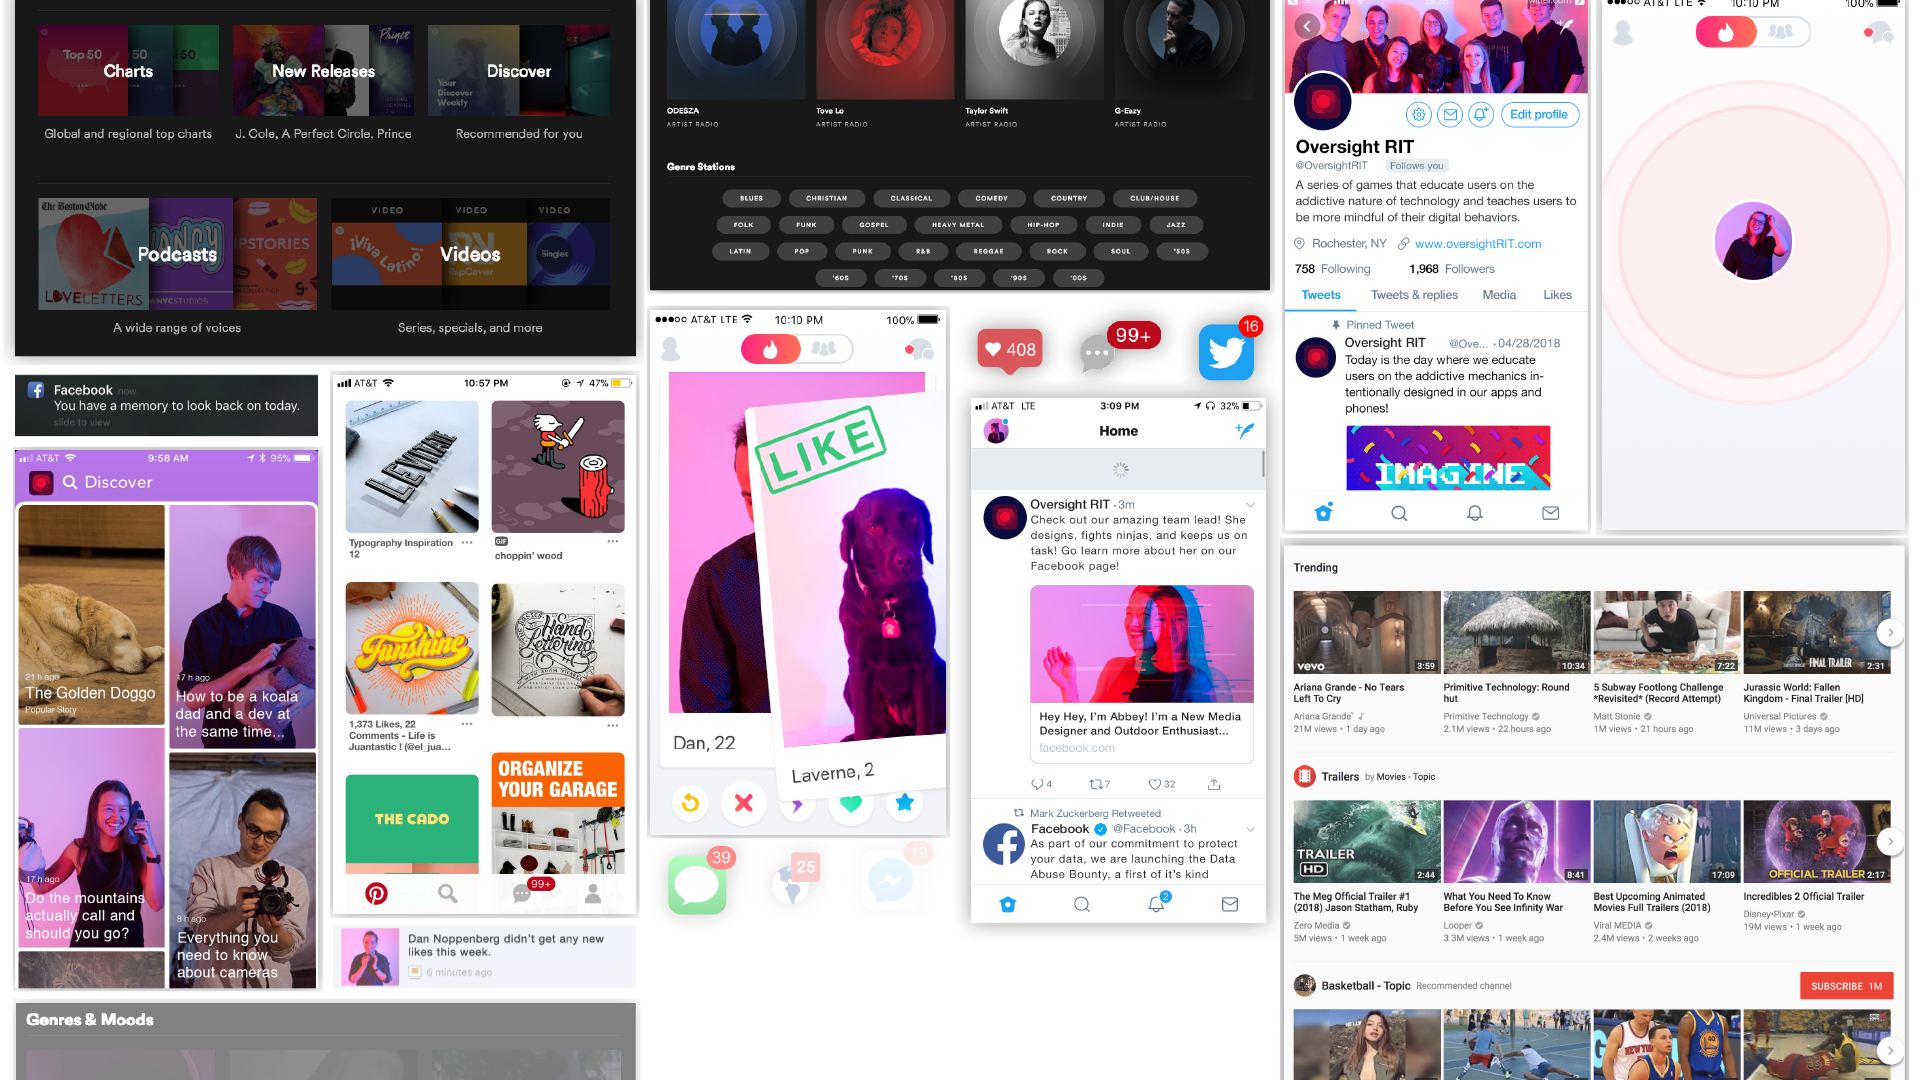 Top 50
50
Charts
Global and regional top charts
New Releases
J. Cole, A Perfect Circle, Prince
Prince
Your
Discover
Weekly
Discover
Recommended for you
The Boston Globe
LOVELETTERS
WNYCSTUDIOS
Podcasts
A wide range of voices
VIDEO
VIDEO
VIDEO
¡Viva Latino!
RapCaviar
Singles
Videos
Series, specials, and more
Facebook now
You have a memory to look back on today.
slide to view
AT&T
9:58 AM
95%
Discover
21 h ago
The Golden Doggo
Popular Story
17 h ago
How to be a koala
dad and a dev at
the same time...
17 h ago
Do the mountains
actually call and
should you go?
8 h ago
Everything you
need to know
about cameras
Genres & Moods
AT&T
10:57 PM
47%
ELEVATE
Typography Inspiration
12
GIF
choppin' wood
Funshine
Hand
Lettering
1,373 Likes, 22
Comments - Life is
Juantastic ! (@el_jua...
THE CADO
ORGANIZE
YOUR GARAGE
99+
Dan Noppenberg didn't get any new
likes this week.
6 minutes ago
ODESZA
ARTIST RADIO
Tove Lo
ARTIST RADIO
Taylor Swift
ARTIST RADIO
G-Eazy
ARTIST RADIO
Genre Stations
BLUES CHRISTIAN CLASSICAL COMEDY COUNTRY CLUB/HOUSE
FOLK FUNK GOSPEL HEAVY METAL HIP-HOP INDIE JAZZ
LATIN POP PUNK R&B REGGAE ROCK SOUL '50S
'60S '70S '80S '90S '00S
AT&T LTE
10:10 PM
100%
LIKE
Dan, 22
Laverne, 2
39
25
19
408
99+
16
AT&T LTE
3:09 PM
32%
Home
Oversight RIT · 3m
Check out our amazing team lead! She
designs, fights ninjas, and keeps us on
task! Go learn more about her on our
Facebook page!
Hey Hey, I'm Abbey! I'm a New Media
Designer and Outdoor Enthusiast...
facebook.com
4
7
32
Mark Zuckerberg Retweeted
Facebook @Facebook · 3h
As part of our commitment to protect
your data, we are launching the Data
Abuse Bounty, a first of it's kind
2
Edit profile
Oversight RIT
@OversightRIT Follows you
A series of games that educate users on the
addictive nature of technology and teaches users to
be more mindful of their digital behaviors.
Rochester, NY www.oversightRIT.com
758 Following 1,968 Followers
Tweets Tweets & replies Media Likes
Pinned Tweet
Oversight RIT @Ove... · 04/28/2018
Today is the day where we educate
users on the addictive mechanics in-
tentionally designed in our apps and
phones!
IMAGINE
AT&T LTE
10:10 PM
100%
Trending
vevo
3:59
10:34
7:22
FINAL TRAILER
2:31
Ariana Grande - No Tears
Left To Cry
Ariana Grande
21M views • 1 day ago
Primitive Technology: Round
hut
Primitive Technology
2.1M views • 22 hours ago
5 Subway Footlong Challenge
*Revisited* (Record Attempt)
Matt Stonie
1M views • 21 hours ago
Jurassic World: Fallen
Kingdom - Final Trailer [HD]
Universal Pictures
11M views • 3 days ago
Trailers by Movies - Topic
TRAILER
HD
2:44
8:41
17:09
OFFICIAL TRAILER
2:17
The Meg Official Trailer #1
(2018) Jason Statham, Ruby
Zero Media
5M views • 1 week ago
What You Need To Know
Before You See Infinity War
Looper
3.3M views • 1 week ago
Best Upcoming Animated
Movies Full Trailers (2018)
Viral MEDIA
2.4M views • 2 weeks ago
Incredibles 2 Official Trailer
Disney•Pixar
19M views • 1 week ago
Basketball - Topic Recommended channel
SUBSCRIBE 1M
NEW YORK
40